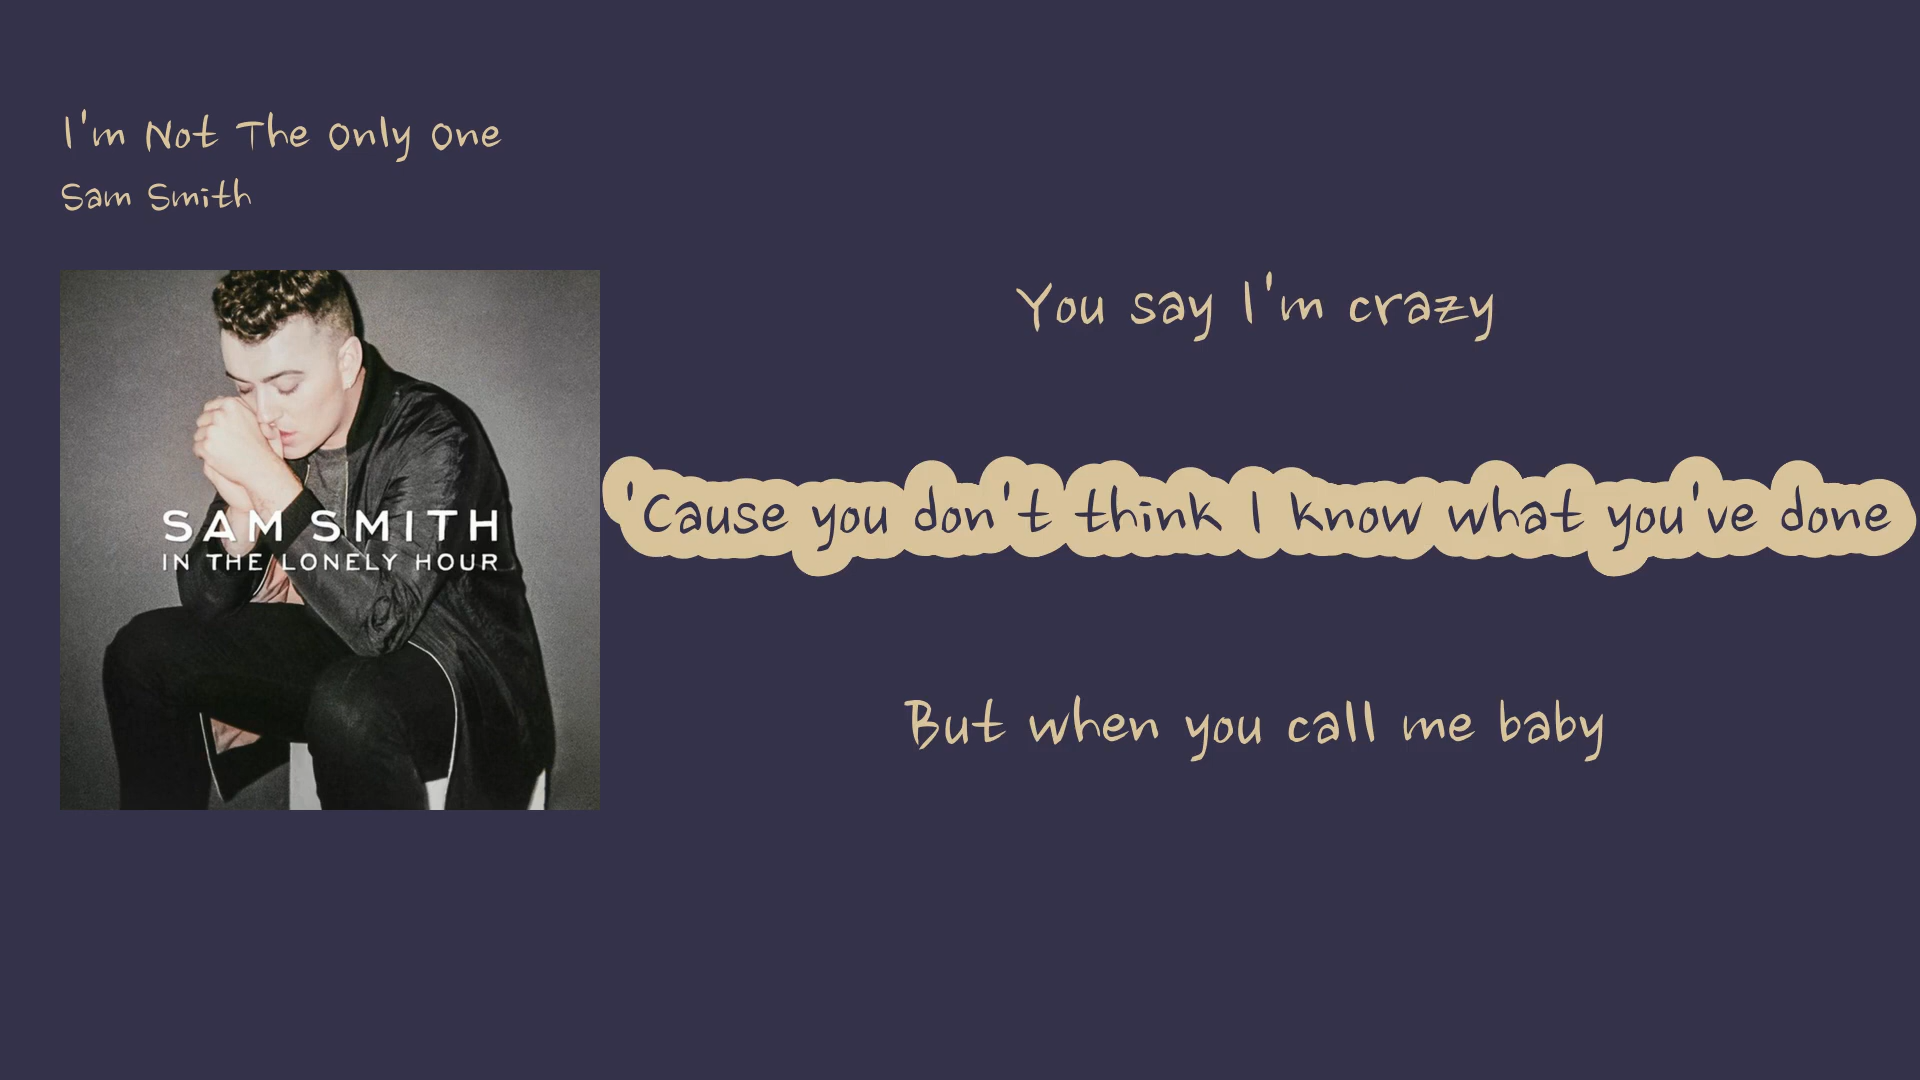 I'm Not The Only One
Sam Smith
SAM SMITH
IN THE LONELY HOUR
You say I'm crazy
'Cause you don't think I know what you've done
But when you call me baby